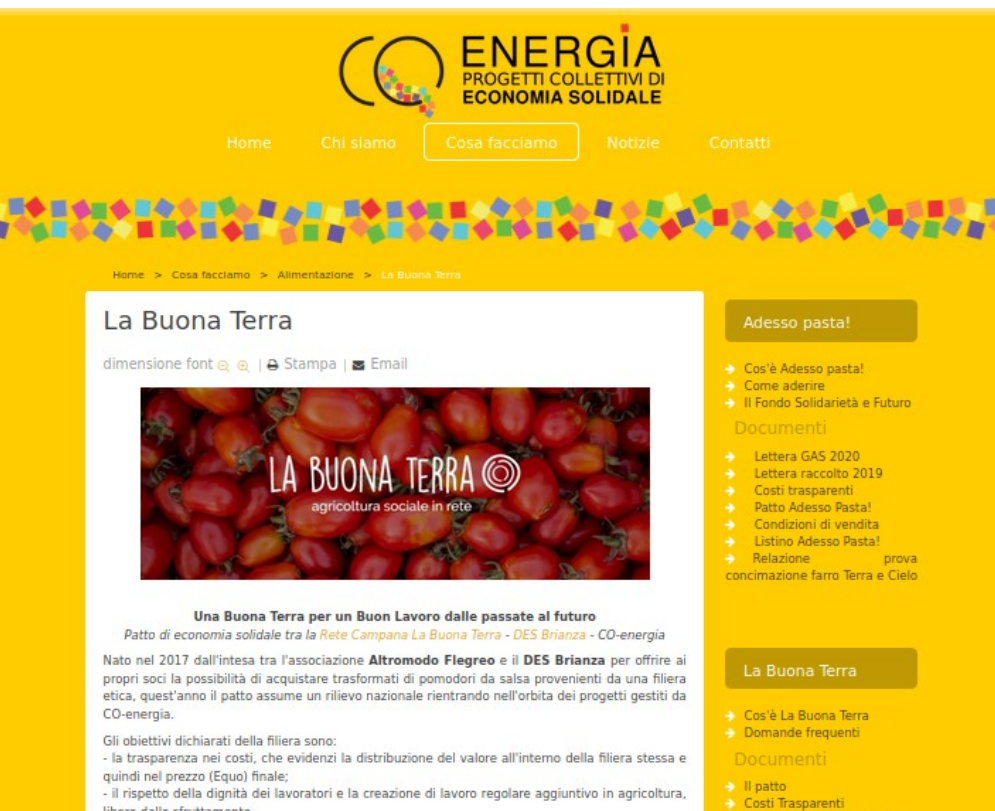 ENERGIA
PROGETTI COLLETTIVI DI
ECONOMIA SOLIDALE
Home Chi siamo Cosa facciamo Notizie Contatti
Home > Cosa facciamo > Alimentazione > La Buona Terra
La Buona Terra
dimensione font | Stampa | Email
LA BUONA TERRA
agricoltura sociale in rete
Una Buona Terra per un Buon Lavoro dalle passate al futuro
Patto di economia solidale tra la Rete Campana La Buona Terra - DES Brianza - CO-energia
Nato nel 2017 dall'intesa tra l'associazione Altromodo Flegreo e il DES Brianza per offrire ai
propri soci la possibilità di acquistare trasformati di pomodori da salsa provenienti da una filiera
etica, quest'anno il patto assume un rilievo nazionale rientrando nell'orbita dei progetti gestiti da
CO-energia.
Gli obiettivi dichiarati della filiera sono:
- la trasparenza nei costi, che evidenzi la distribuzione del valore all'interno della filiera stessa e
quindi nel prezzo (Equo) finale;
- il rispetto della dignità dei lavoratori e la creazione di lavoro regolare aggiuntivo in agricoltura,
Adesso pasta!
Cos'è Adesso pasta!
Come aderire
Il Fondo Solidarietà e Futuro
Documenti
Lettera GAS 2020
Lettera raccolto 2019
Costi trasparenti
Patto Adesso Pasta!
Condizioni di vendita
Listino Adesso Pasta!
Relazione prova
concimazione farro Terra e Cielo
La Buona Terra
Cos'è La Buona Terra
Domande frequenti
Documenti
Il patto
Costi Trasparenti